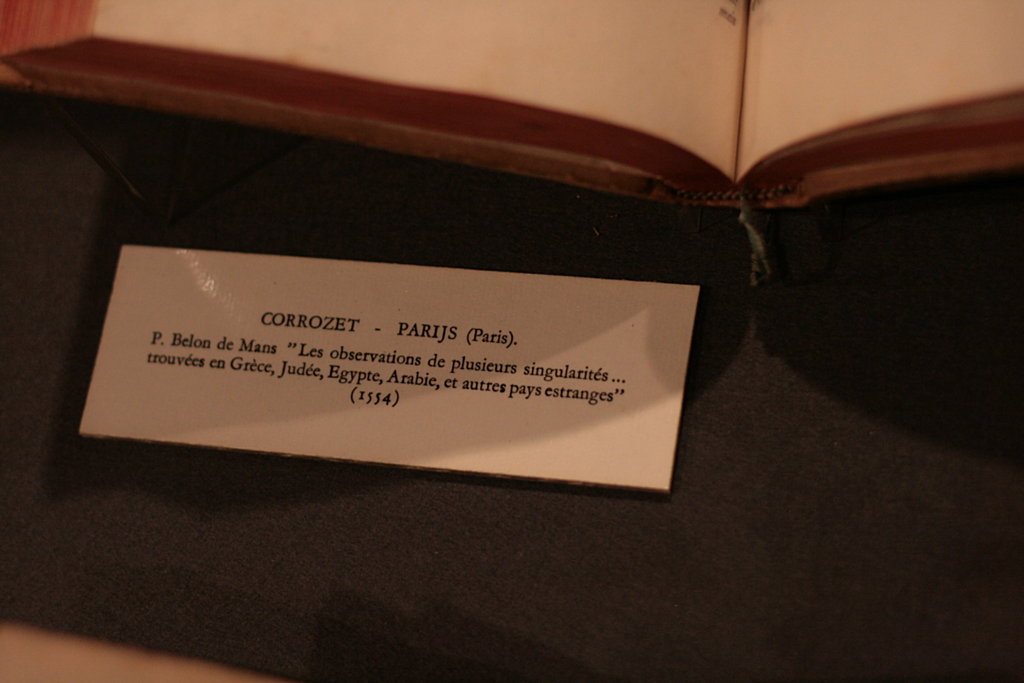 CORROZET - PARIJS (Paris).
P. Belon de Mans "Les observations de plusieurs singularités...
trouvées en Grèce, Judée, Egypte, Arabie, et autres pays estranges"
(1554)